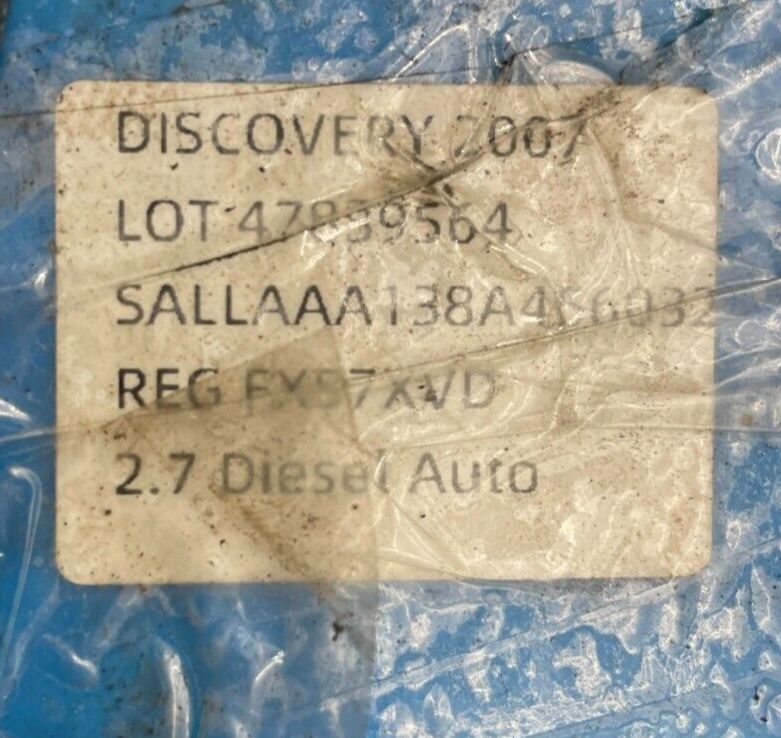 DISCOVERY 2007
LOT 47839564
REG FX57XVD
2.7 Diesel Auto